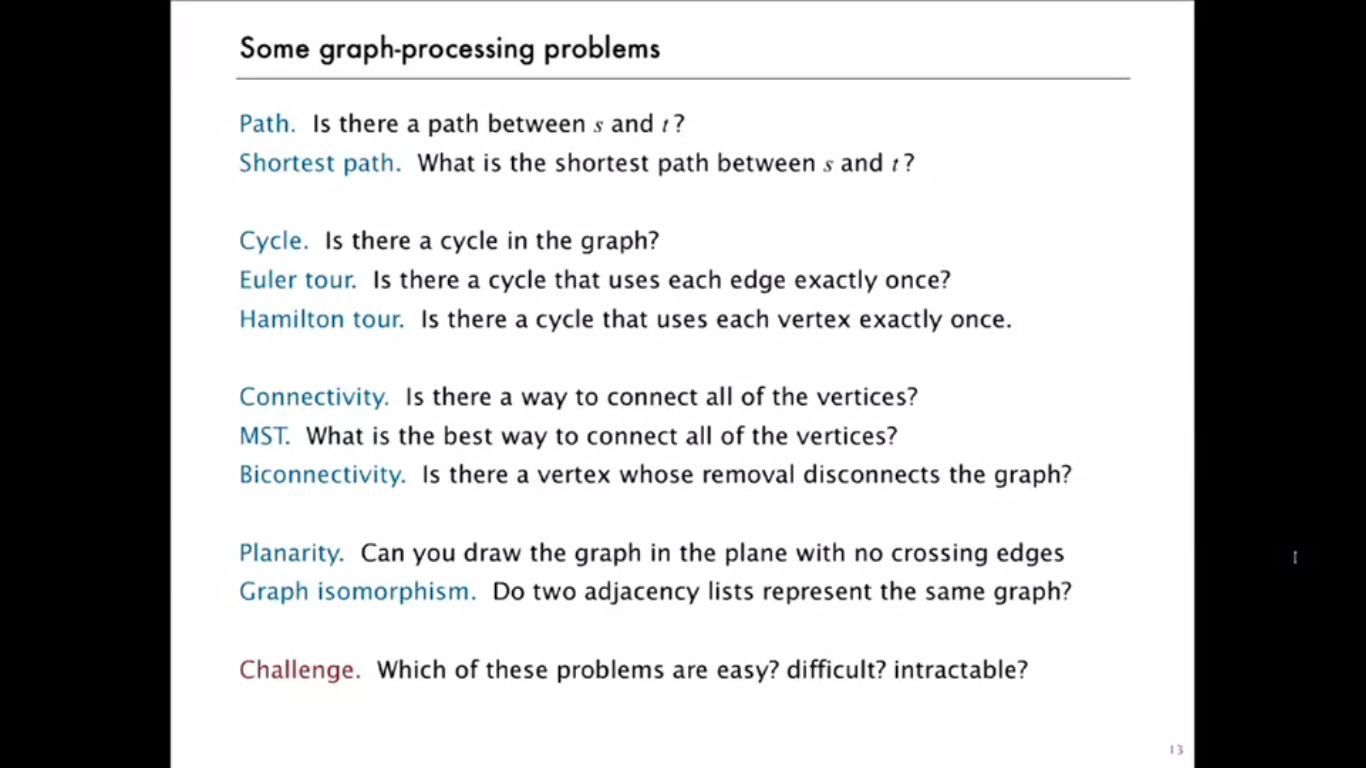 Some graph-processing problems
Path. Is there a path between s and t?
Shortest path. What is the shortest path between s and t?
Cycle. Is there a cycle in the graph?
Euler tour. Is there a cycle that uses each edge exactly once?
Hamilton tour. Is there a cycle that uses each vertex exactly once.
Connectivity. Is there a way to connect all of the vertices?
MST. What is the best way to connect all of the vertices?
Biconnectivity. Is there a vertex whose removal disconnects the graph?
Planarity. Can you draw the graph in the plane with no crossing edges
Graph isomorphism. Do two adjacency lists represent the same graph?
Challenge. Which of these problems are easy? difficult? intractable?
13